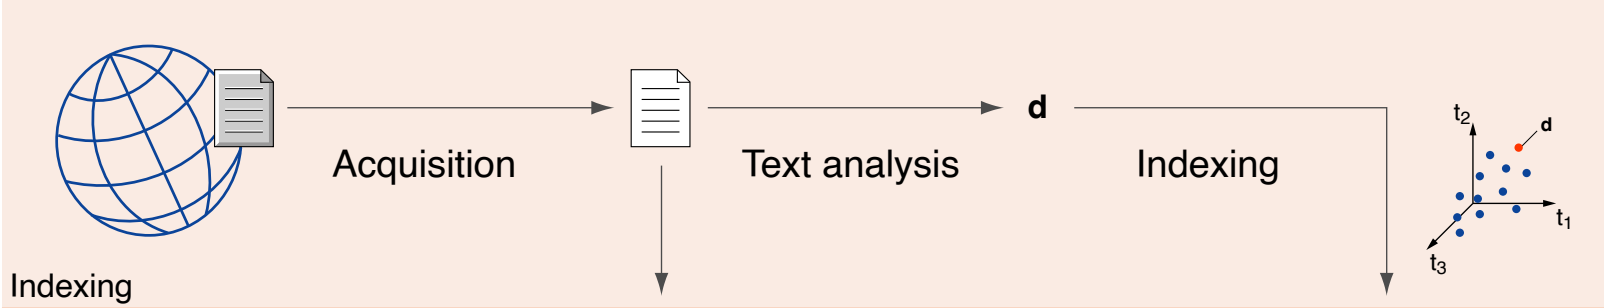 Acquisition
Text analysis
d
Indexing
t2
d
t1
t3
Indexing